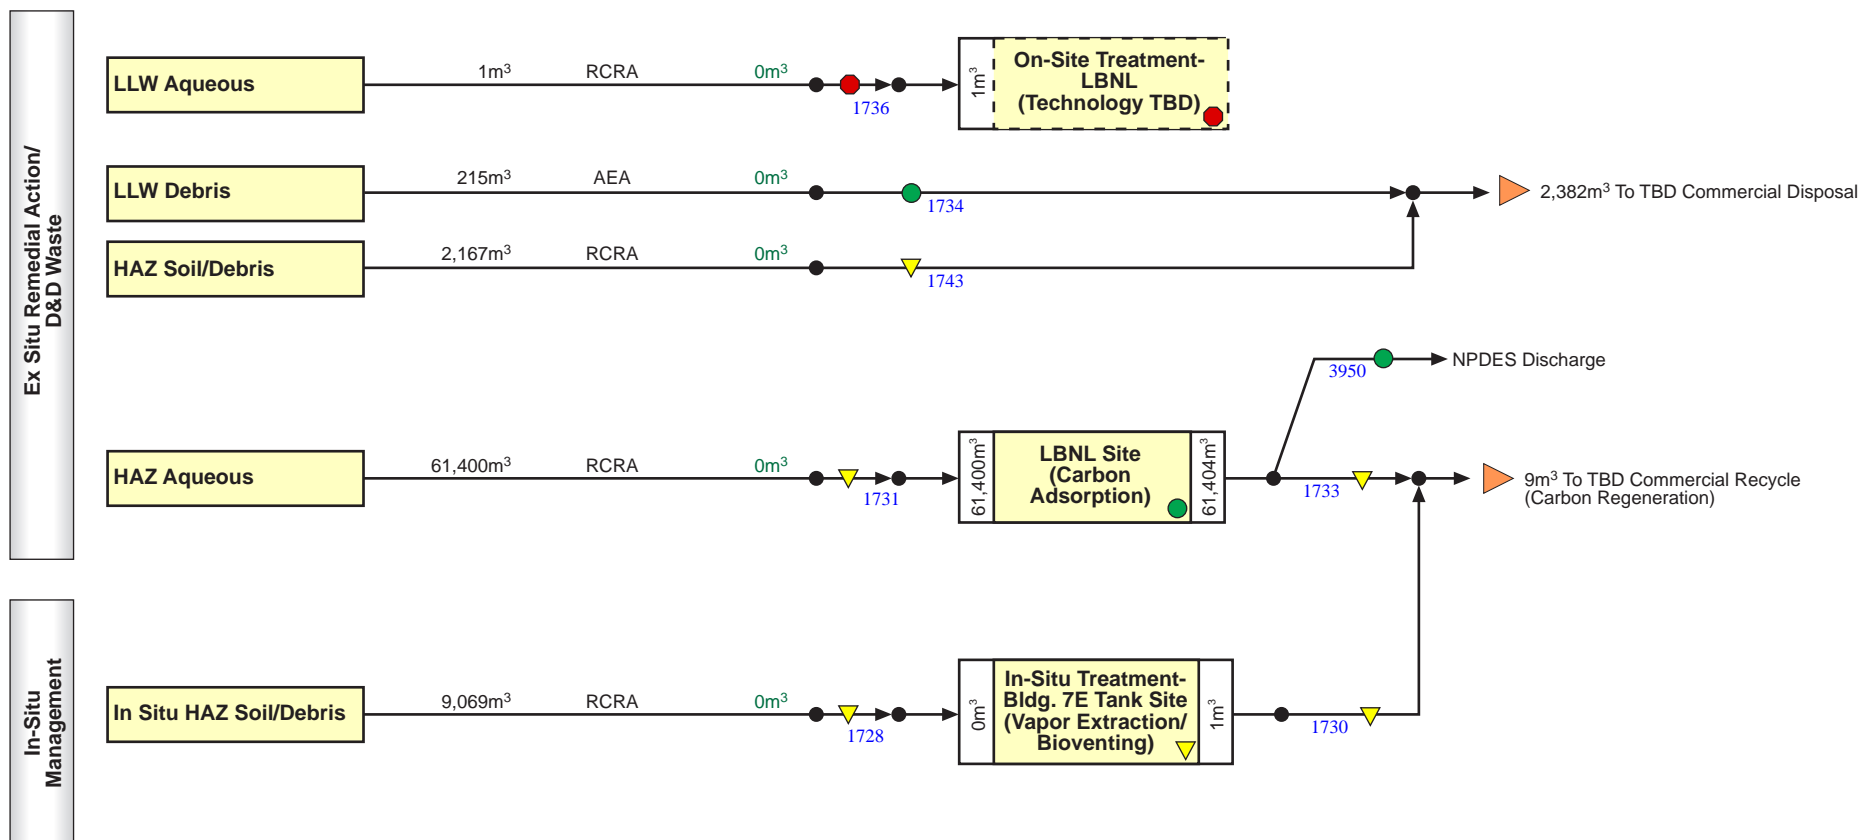 Ex Situ Remedial Action/
D&D Waste
LLW Aqueous
1m³ RCRA 0m³
1736
1m³
On-Site Treatment-
LBNL
(Technology TBD)
LLW Debris
215m³ AEA 0m³
1734
2,382m³ To TBD Commercial Disposal
HAZ Soil/Debris
2,167m³ RCRA 0m³
1743
3950
NPDES Discharge
HAZ Aqueous
61,400m³ RCRA 0m³
1731
61,400m³
LBNL Site
(Carbon
Adsorption)
61,404m³
1733
9m³ To TBD Commercial Recycle
(Carbon Regeneration)
In-Situ
Management
In Situ HAZ Soil/Debris
9,069m³ RCRA 0m³
1728
0m³
In-Situ Treatment-
Bldg. 7E Tank Site
(Vapor Extraction/
Bioventing)
1m³
1730